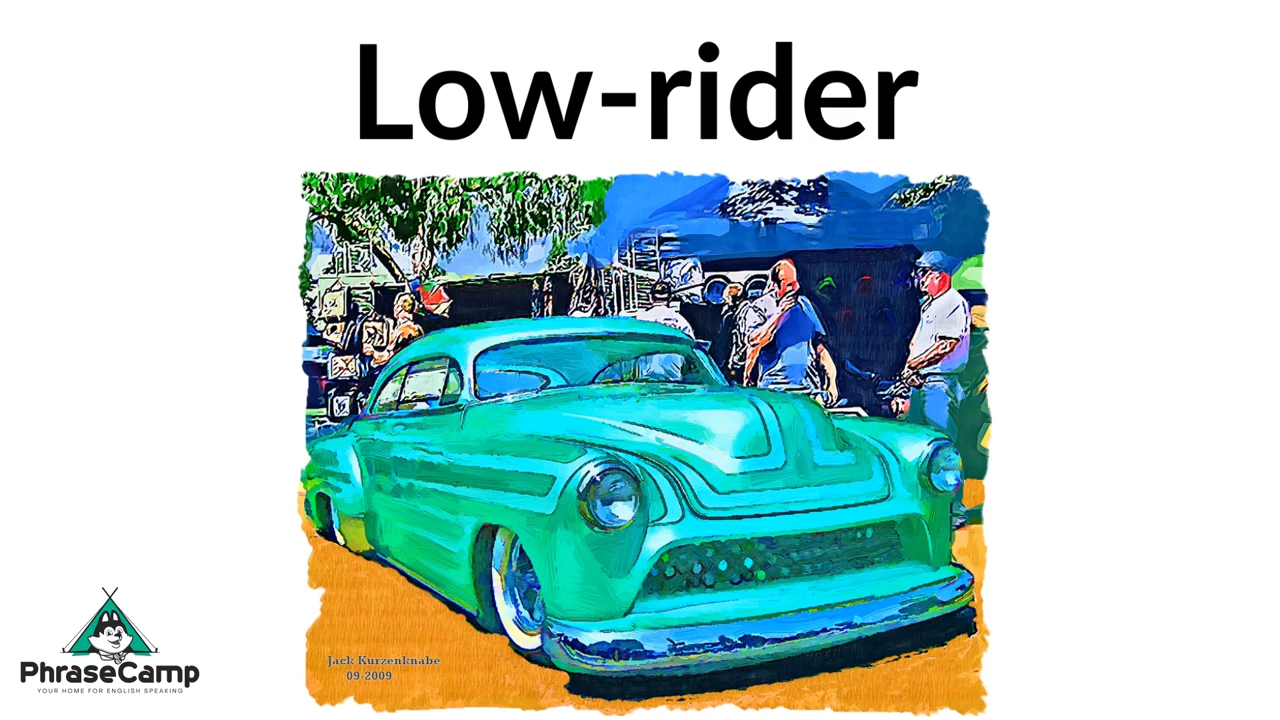 Low-rider
Jack Kurzenknabe
09-2009
PhraseCamp
YOUR HOME FOR ENGLISH SPEAKING